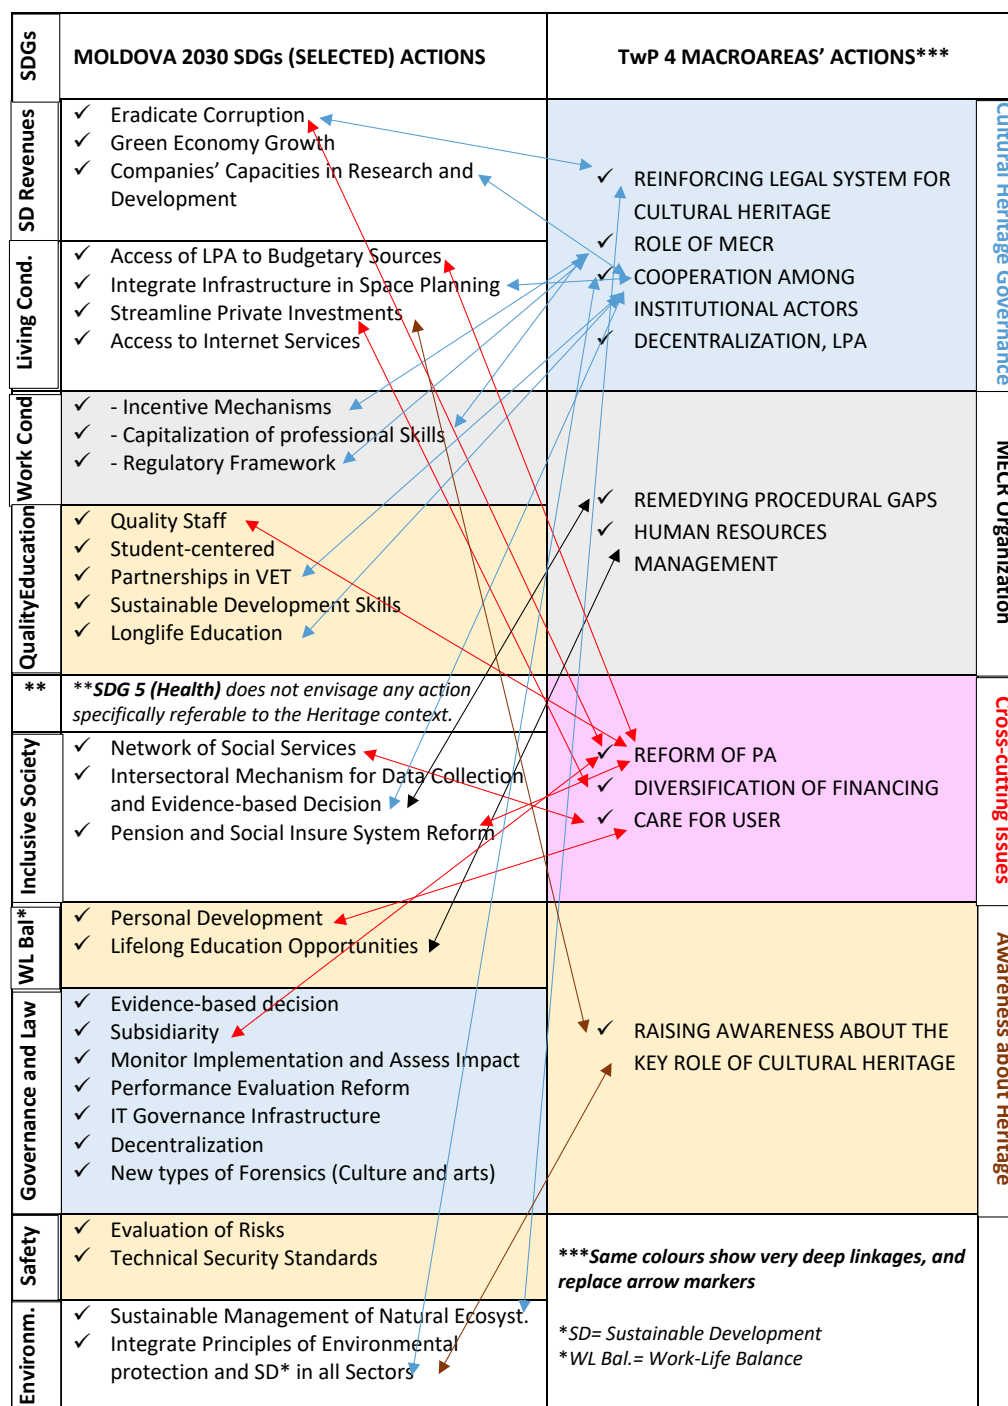 SDGs
MOLDOVA 2030 SDGs (SELECTED) ACTIONS
TwP 4 MACROAREAS' ACTIONS***
SD Revenues
✓ Eradicate Corruption
✓ Green Economy Growth
✓ Companies' Capacities in Research and
Development
Living Cond.
✓ Access of LPA to Budgetary Sources
✓ Integrate Infrastructure in Space Planning
✓ Streamline Private Investments
✓ Access to Internet Services
✓ REINFORCING LEGAL SYSTEM FOR
CULTURAL HERITAGE
✓ ROLE OF MECR
✓ COOPERATION AMONG
INSTITUTIONAL ACTORS
✓ DECENTRALIZATION, LPA
Cultural Heritage Governance
Work Cond
✓ - Incentive Mechanisms
✓ - Capitalization of professional Skills
✓ - Regulatory Framework
QualityEducation
✓ Quality Staff
✓ Student-centered
✓ Partnerships in VET
✓ Sustainable Development Skills
✓ Longlife Education
✓ REMEDYING PROCEDURAL GAPS
✓ HUMAN RESOURCES
MANAGEMENT
MECR Organization
**
**SDG 5 (Health) does not envisage any action
specifically referable to the Heritage context.
Inclusive Society
✓ Network of Social Services
✓ Intersectoral Mechanism for Data Collection
and Evidence-based Decision
✓ Pension and Social Insure System Reform
✓ REFORM OF PA
✓ DIVERSIFICATION OF FINANCING
✓ CARE FOR USER
Cross-cutting Issues
WL Bal*
✓ Personal Development
✓ Lifelong Education Opportunities
Governance and Law
✓ Evidence-based decision
✓ Subsidiarity
✓ Monitor Implementation and Assess Impact
✓ Performance Evaluation Reform
✓ IT Governance Infrastructure
✓ Decentralization
✓ New types of Forensics (Culture and arts)
✓ RAISING AWARENESS ABOUT THE
KEY ROLE OF CULTURAL HERITAGE
Awareness about Heritage
Safety
✓ Evaluation of Risks
✓ Technical Security Standards
Environm.
✓ Sustainable Management of Natural Ecosyst.
✓ Integrate Principles of Environmental
protection and SD* in all Sectors
***Same colours show very deep linkages, and
replace arrow markers
*SD= Sustainable Development
*WL Bal.= Work-Life Balance